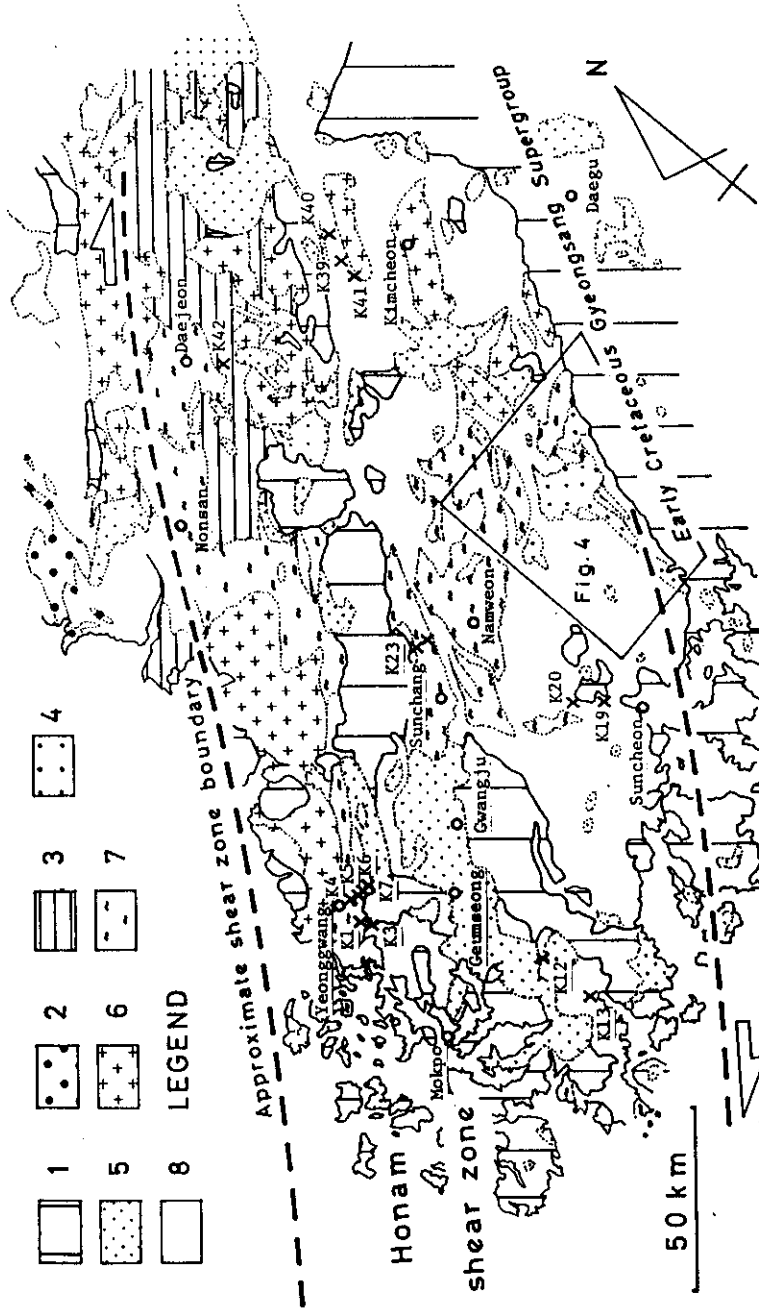 1 2 3 4
5 6 7
8 LEGEND
Approximate shear zone boundary
Honam
shear zone
50 km
Early Cretaceous Gyeongsang Supergroup
N
Fig. 4
Daejeon
K42
Nonsan
K39
K40
K41
Kimcheon
Daegu
K23
Sunchang
Namweon
K20
K19
Suncheon
Yeonggwang
K4
K5
K1
K6
K3
K7
Gwangju
Geumseong
Mokpo
K12
K13